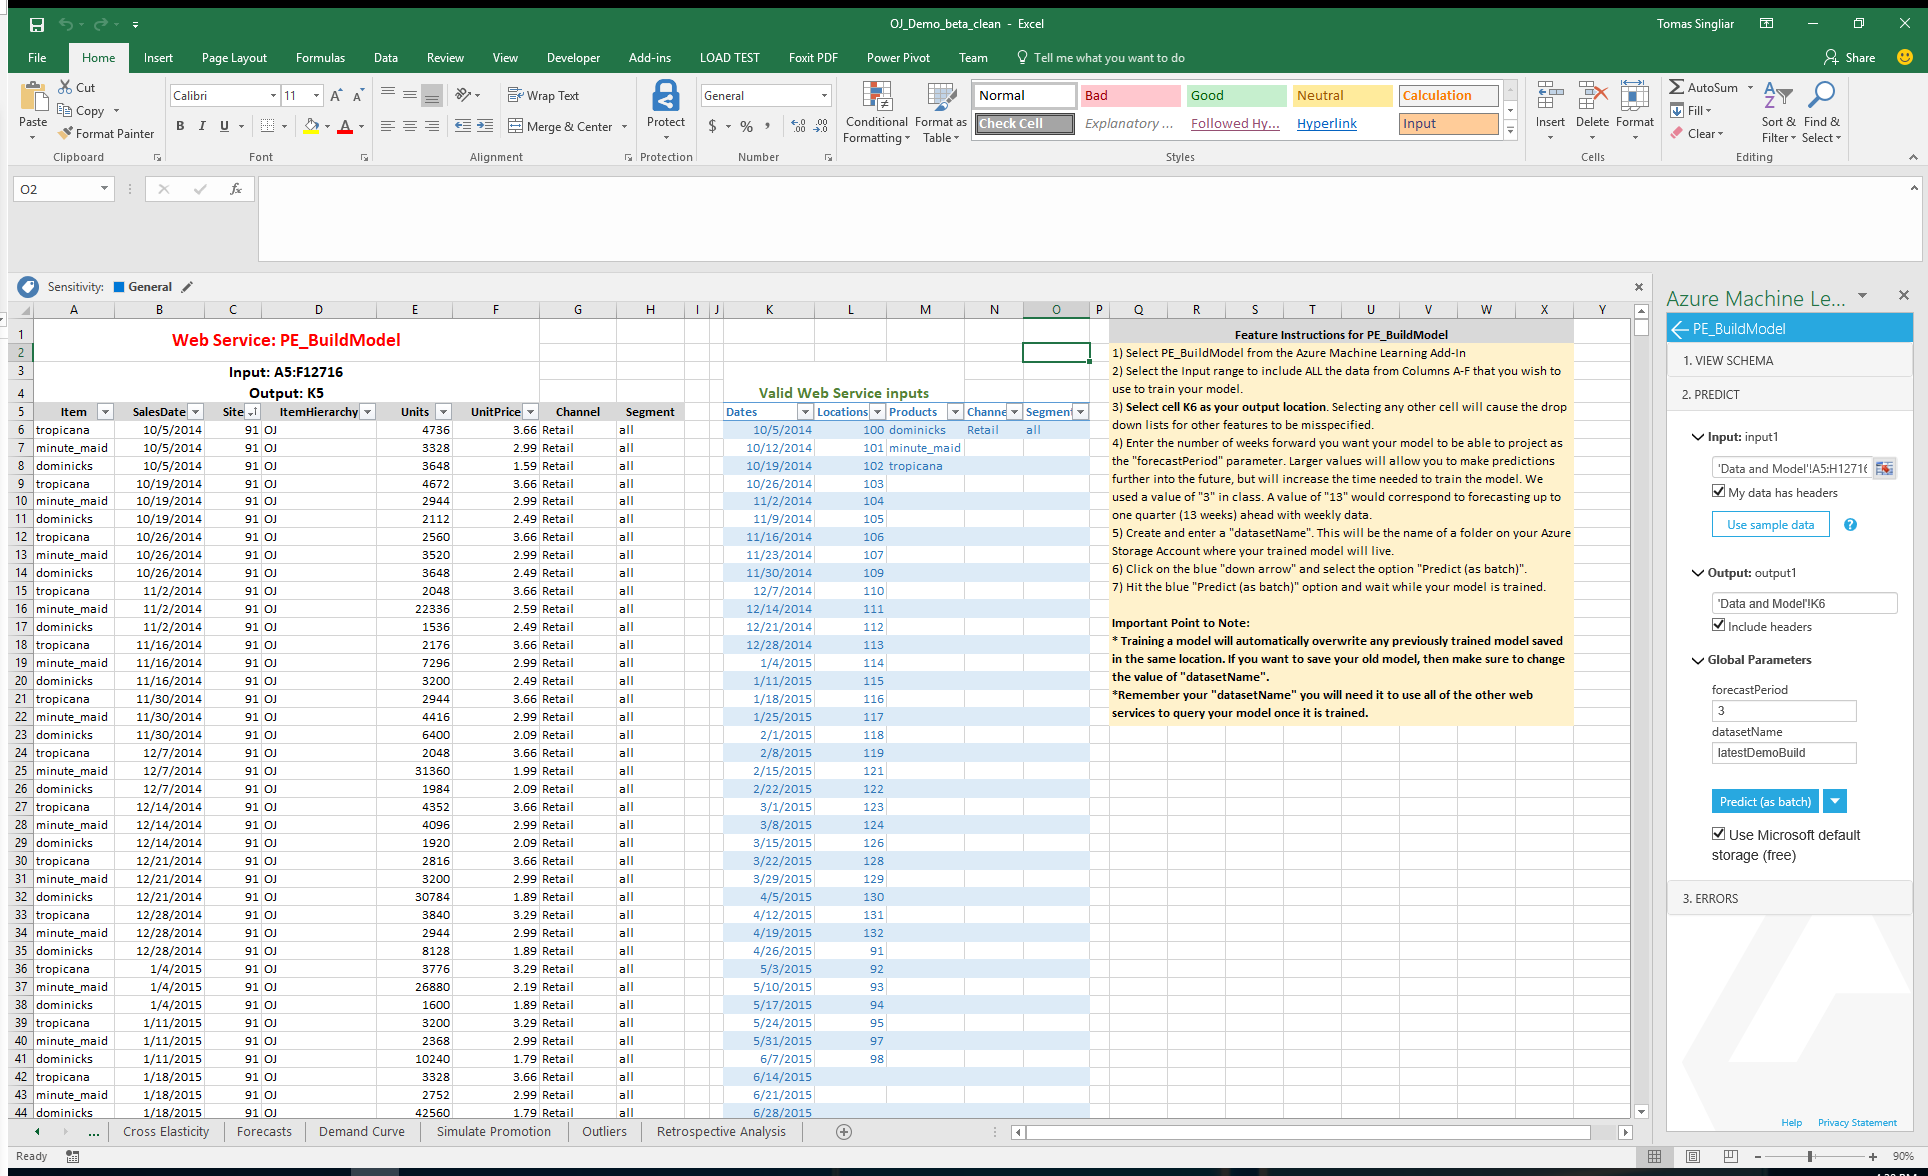 OJ_Demo_beta_clean - Excel
Tomas Singliar
File Home Insert Page Layout Formulas Data Review View Developer Add-ins LOAD TEST Foxit PDF Power Pivot Team Tell me what you want to do
Share
Paste
Cut
Copy
Format Painter
Clipboard
Calibri 11
B I U
Font
Wrap Text
Merge & Center
Alignment
Protect
Protection
General
$ % ,
Number
Conditional Formatting
Format as Table
Normal Bad Good Neutral Calculation
Check Cell Explanatory ... Followed Hy... Hyperlink Input
Styles
Insert Delete Format
Cells
AutoSum
Fill
Clear
Sort & Filter
Find & Select
Editing
O2
fx
Sensitivity: General
A B C D E F G H I J K L M N O P Q R S T U V W X Y
1 Web Service: PE_BuildModel Feature Instructions for PE_BuildModel
2 1) Select PE_BuildModel from the Azure Machine Learning Add-In
3 Input: A5:F12716 2) Select the Input range to include ALL the data from Columns A-F that you wish to
4 Output: K5 Valid Web Service inputs use to train your model.
5 Item SalesDate Site ItemHierarchy Units UnitPrice Channel Segment Dates Locations Products Channe Segment 3) Select cell K6 as your output location. Selecting any other cell will cause the drop
6 tropicana 10/5/2014 91 OJ 4736 3.66 Retail all 10/5/2014 100 dominicks Retail all down lists for other features to be misspecified.
7 minute_maid 10/5/2014 91 OJ 3328 2.99 Retail all 10/12/2014 101 minute_maid 4) Enter the number of weeks forward you want your model to be able to project as
8 dominicks 10/5/2014 91 OJ 3648 1.59 Retail all 10/19/2014 102 tropicana the "forecastPeriod" parameter. Larger values will allow you to make predictions
9 tropicana 10/19/2014 91 OJ 4672 3.66 Retail all 10/26/2014 103 further into the future, but will increase the time needed to train the model. We
10 minute_maid 10/19/2014 91 OJ 2944 2.99 Retail all 11/2/2014 104 used a value of "3" in class. A value of "13" would correspond to forecasting up to
11 dominicks 10/19/2014 91 OJ 2112 2.49 Retail all 11/9/2014 105 one quarter (13 weeks) ahead with weekly data.
12 tropicana 10/26/2014 91 OJ 2560 3.66 Retail all 11/16/2014 106 5) Create and enter a "datasetName". This will be the name of a folder on your Azure
13 minute_maid 10/26/2014 91 OJ 3520 2.99 Retail all 11/23/2014 107 Storage Account where your trained model will live.
14 dominicks 10/26/2014 91 OJ 3648 2.49 Retail all 11/30/2014 109 6) Click on the blue "down arrow" and select the option "Predict (as batch)".
15 tropicana 11/2/2014 91 OJ 2048 3.66 Retail all 12/7/2014 110 7) Hit the blue "Predict (as batch)" option and wait while your model is trained.
16 minute_maid 11/2/2014 91 OJ 22336 2.59 Retail all 12/14/2014 111
17 dominicks 11/2/2014 91 OJ 1536 2.49 Retail all 12/21/2014 112 Important Point to Note:
18 tropicana 11/16/2014 91 OJ 2176 3.66 Retail all 12/28/2014 113 * Training a model will automatically overwrite any previously trained model saved
19 minute_maid 11/16/2014 91 OJ 7296 2.99 Retail all 1/4/2015 114 in the same location. If you want to save your old model, then make sure to change
20 dominicks 11/16/2014 91 OJ 3200 2.49 Retail all 1/11/2015 115 the value of "datasetName".
21 tropicana 11/30/2014 91 OJ 2944 3.66 Retail all 1/18/2015 116 *Remember your "datasetName" you will need it to use all of the other web
22 minute_maid 11/30/2014 91 OJ 4416 2.99 Retail all 1/25/2015 117 services to query your model once it is trained.
23 dominicks 11/30/2014 91 OJ 6400 2.09 Retail all 2/1/2015 118
24 tropicana 12/7/2014 91 OJ 2048 3.66 Retail all 2/8/2015 119
25 minute_maid 12/7/2014 91 OJ 31360 1.99 Retail all 2/15/2015 121
26 dominicks 12/7/2014 91 OJ 1984 2.09 Retail all 2/22/2015 122
27 tropicana 12/14/2014 91 OJ 4352 3.66 Retail all 3/1/2015 123
28 minute_maid 12/14/2014 91 OJ 4096 2.99 Retail all 3/8/2015 124
29 dominicks 12/14/2014 91 OJ 1920 2.09 Retail all 3/15/2015 126
30 tropicana 12/21/2014 91 OJ 2816 3.66 Retail all 3/22/2015 128
31 minute_maid 12/21/2014 91 OJ 3200 2.99 Retail all 3/29/2015 129
32 dominicks 12/21/2014 91 OJ 30784 1.89 Retail all 4/5/2015 130
33 tropicana 12/28/2014 91 OJ 3840 3.29 Retail all 4/12/2015 131
34 minute_maid 12/28/2014 91 OJ 2944 2.99 Retail all 4/19/2015 132
35 dominicks 12/28/2014 91 OJ 8128 1.89 Retail all 4/26/2015 91
36 tropicana 1/4/2015 91 OJ 3776 3.29 Retail all 5/3/2015 92
37 minute_maid 1/4/2015 91 OJ 26880 2.19 Retail all 5/10/2015 93
38 dominicks 1/4/2015 91 OJ 1600 1.89 Retail all 5/17/2015 94
39 tropicana 1/11/2015 91 OJ 3200 3.29 Retail all 5/24/2015 95
40 minute_maid 1/11/2015 91 OJ 2368 2.99 Retail all 5/31/2015 97
41 dominicks 1/11/2015 91 OJ 10240 1.79 Retail all 6/7/2015 98
42 tropicana 1/18/2015 91 OJ 3328 3.66 Retail all 6/14/2015
43 minute_maid 1/18/2015 91 OJ 2752 2.99 Retail all 6/21/2015
44 dominicks 1/18/2015 91 OJ 42560 1.79 Retail all 6/28/2015
... Cross Elasticity Forecasts Demand Curve Simulate Promotion Outliers Retrospective Analysis
Ready
90%
Azure Machine Le...
PE_BuildModel
1. VIEW SCHEMA
2. PREDICT
Input: input1
'Data and Model'!A5:H12716
My data has headers
Use sample data
?
Output: output1
'Data and Model'!K6
Include headers
Global Parameters
forecastPeriod
3
datasetName
latestDemoBuild
Predict (as batch)
Use Microsoft default
storage (free)
3. ERRORS
Help Privacy Statement